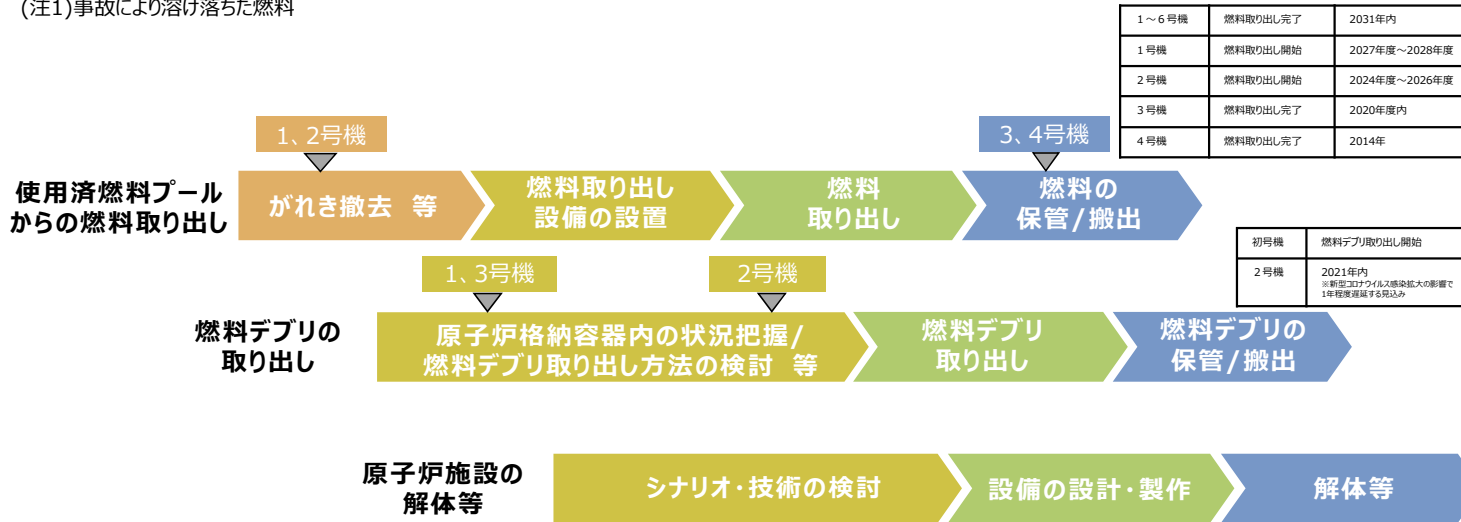 (注1)事故により溶け落ちた燃料
1～6号機 燃料取り出し完了 2031年内
1号機 燃料取り出し開始 2027年度～2028年度
2号機 燃料取り出し開始 2024年度～2026年度
3号機 燃料取り出し完了 2020年度内
4号機 燃料取り出し完了 2014年
1、2号機
3、4号機
使用済燃料プール
からの燃料取り出し
がれき撤去 等
燃料取り出し
設備の設置
燃料
取り出し
燃料の
保管/搬出
初号機 燃料デブリ取り出し開始
2号機 2021年内
※新型コロナウイルス感染拡大の影響で
1年程度遅延する見込み
1、3号機
2号機
燃料デブリの
取り出し
原子炉格納容器内の状況把握/
燃料デブリ取り出し方法の検討 等
燃料デブリ
取り出し
燃料デブリの
保管/搬出
原子炉施設の
解体等
シナリオ・技術の検討
設備の設計・製作
解体等